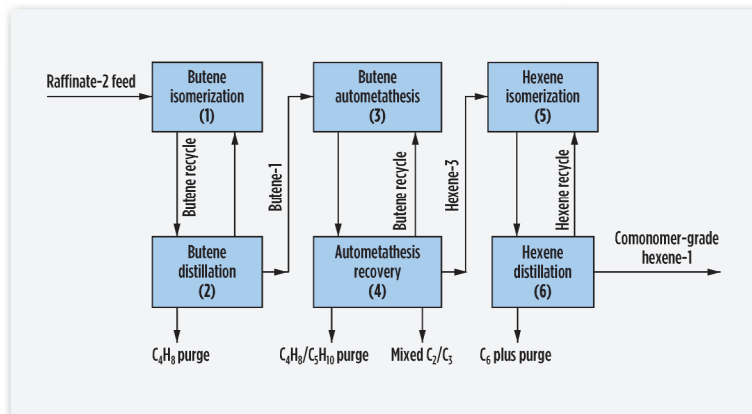 Raffinate-2 feed
Butene
isomerization
(1)
Butene
autometathesis
(3)
Hexene
isomerization
(5)
Butene recycle
Butene-1
Butene recycle
Hexene-3
Hexene recycle
Butene
distillation
(2)
Autometathesis
recovery
(4)
Hexene
distillation
(6)
Comonomer-grade
hexene-1
C₄H₈ purge
C₄H₈/C₅H₁₀ purge
Mixed C₂/C₃
C₆ plus purge